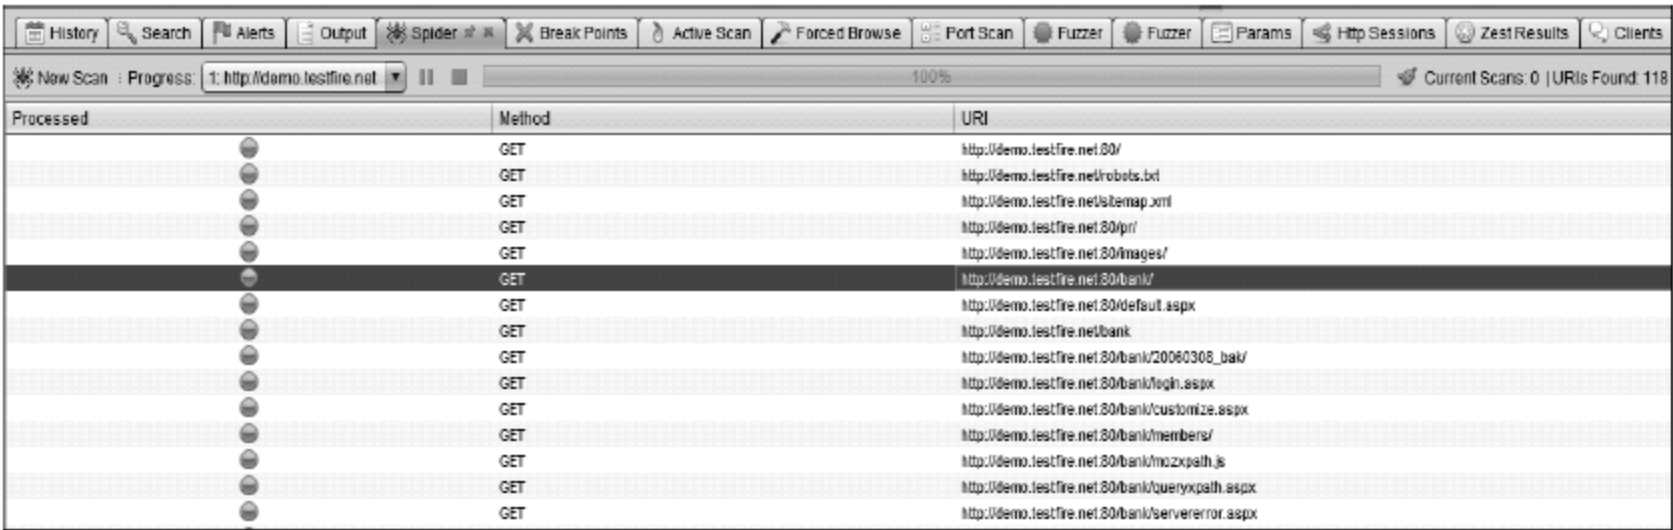 History Search Alerts Output Spider Break Points Active Scan Forced Browse Port Scan Fuzzer Fuzzer Params Http Sessions Zest Results Clients
New Scan Progress: 1: http://demo.testfire.net 100% Current Scans: 0 | URIs Found: 118
Processed Method URI
GET http://demo.testfire.net:80/
GET http://demo.testfire.net/robots.txt
GET http://demo.testfire.net/sitemap.xml
GET http://demo.testfire.net:80/pr/
GET http://demo.testfire.net:80/images/
GET http://demo.testfire.net:80/bank/
GET http://demo.testfire.net:80/default.aspx
GET http://demo.testfire.net/bank
GET http://demo.testfire.net:80/bank/20060308_bak/
GET http://demo.testfire.net:80/bank/login.aspx
GET http://demo.testfire.net:80/bank/customize.aspx
GET http://demo.testfire.net:80/bank/members/
GET http://demo.testfire.net:80/bank/mozxpath.js
GET http://demo.testfire.net:80/bank/queryxpath.aspx
GET http://demo.testfire.net:80/bank/servererror.aspx